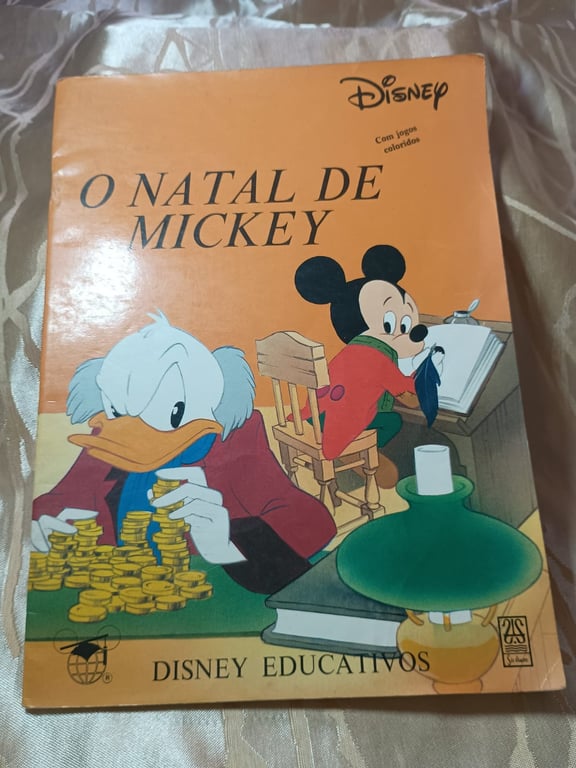 Disney
Com jogos
coloridos
O NATAL DE
MICKEY
DISNEY EDUCATIVOS
®